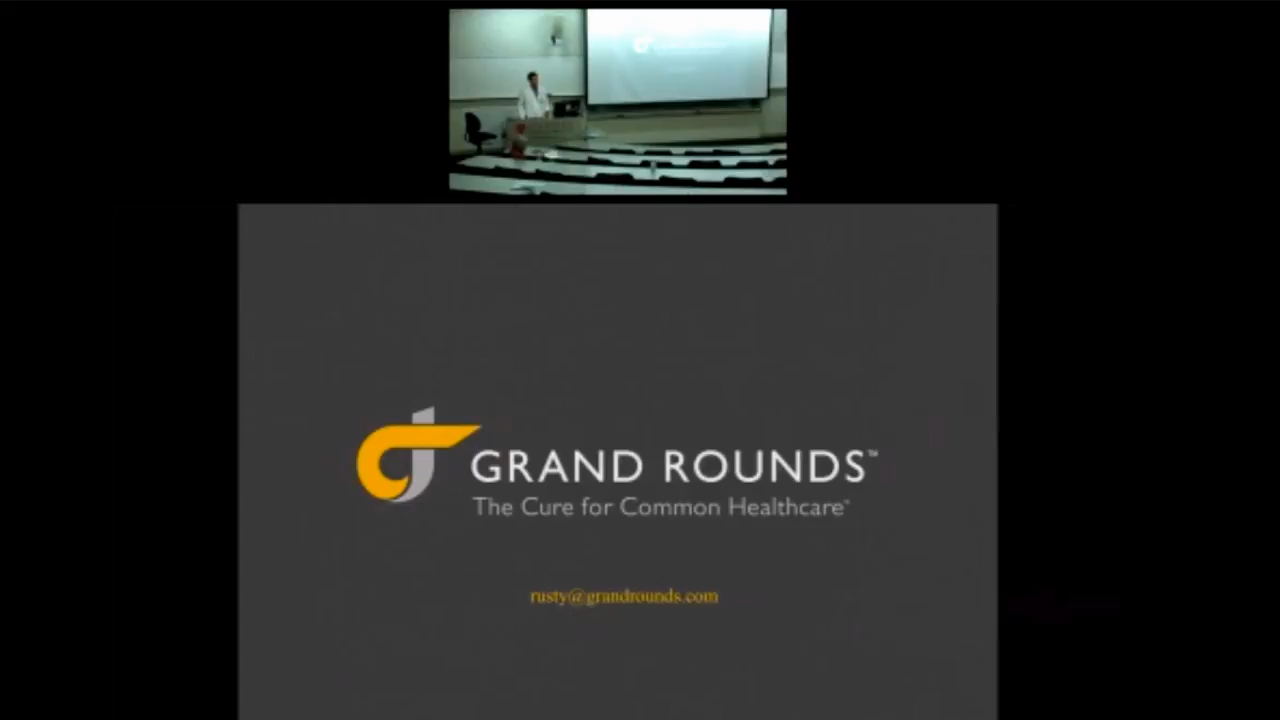 GRAND ROUNDS™
The Cure for Common Healthcare™
rusty@grandrounds.com